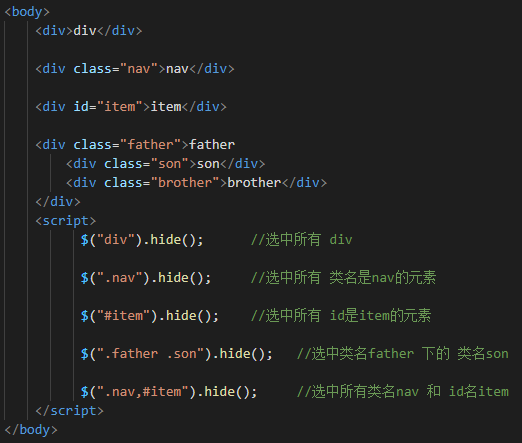 <body>
<div>div</div>
<div class="nav">nav</div>
<div id="item">item</div>
<div class="father">father
<div class="son">son</div>
<div class="brother">brother</div>
</div>
<script>
$("div").hide(); //选中所有 div
$(".nav").hide(); //选中所有 类名是nav的元素
$("#item").hide(); //选中所有 id是item的元素
$(".father .son").hide(); //选中类名father 下的 类名son
$(".nav,#item").hide(); //选中所有类名nav 和 id名item
</script>
</body>